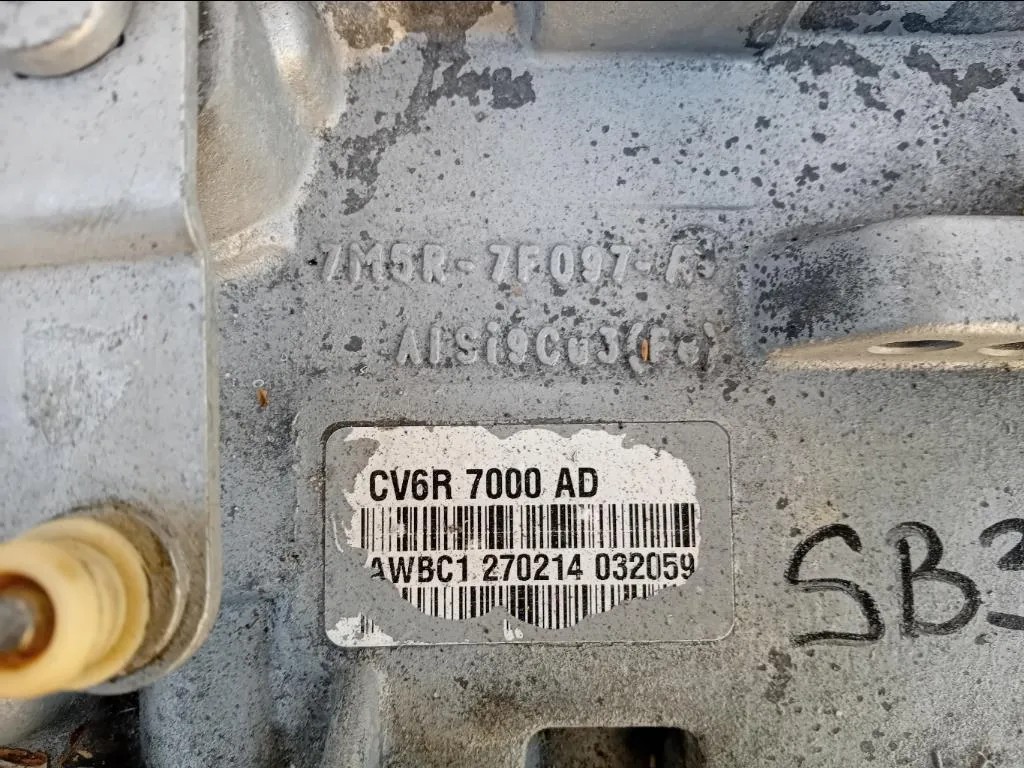 7M5R-7F097-A
AlSi9Cu3(Fe)
CV6R 7000 AD
AWBC1 270214 032059
SB3